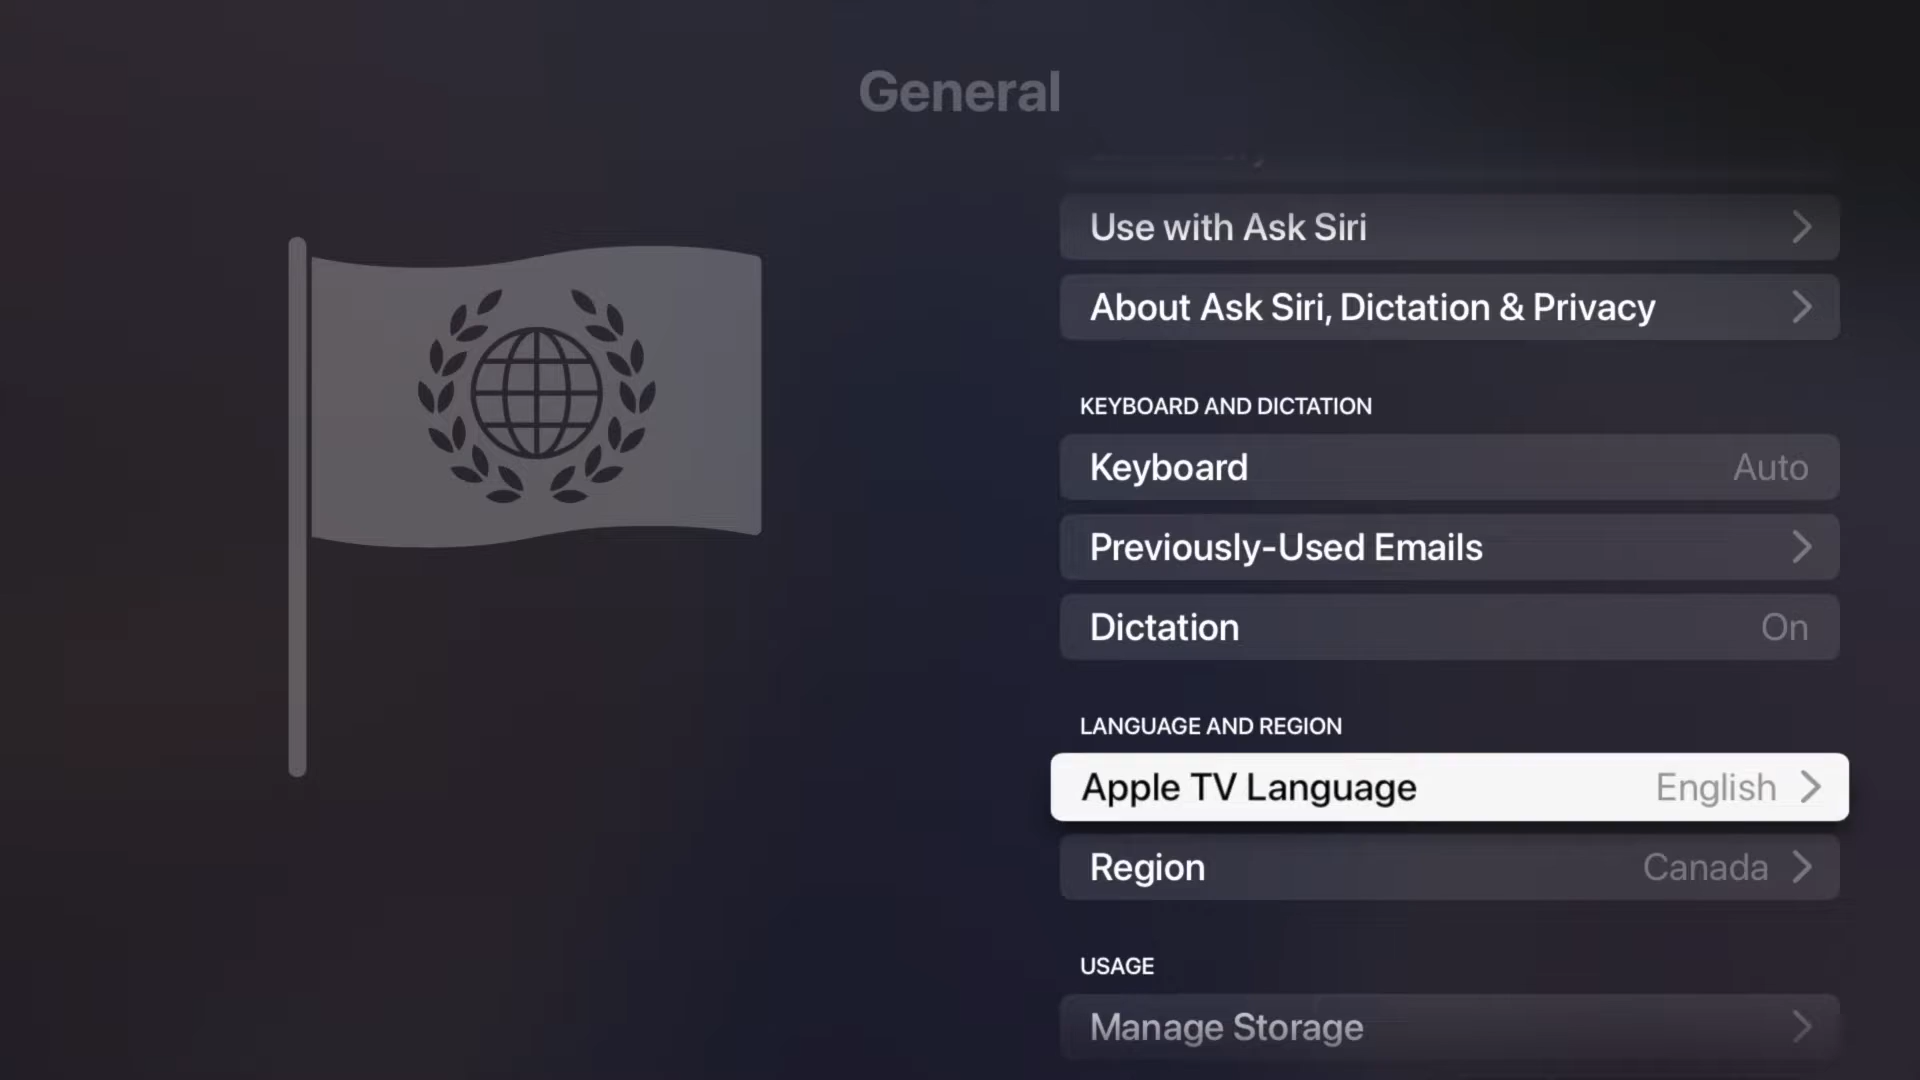 General
Use with Ask Siri
About Ask Siri, Dictation & Privacy
KEYBOARD AND DICTATION
Keyboard Auto
Previously-Used Emails
Dictation On
LANGUAGE AND REGION
Apple TV Language English
Region Canada
USAGE
Manage Storage